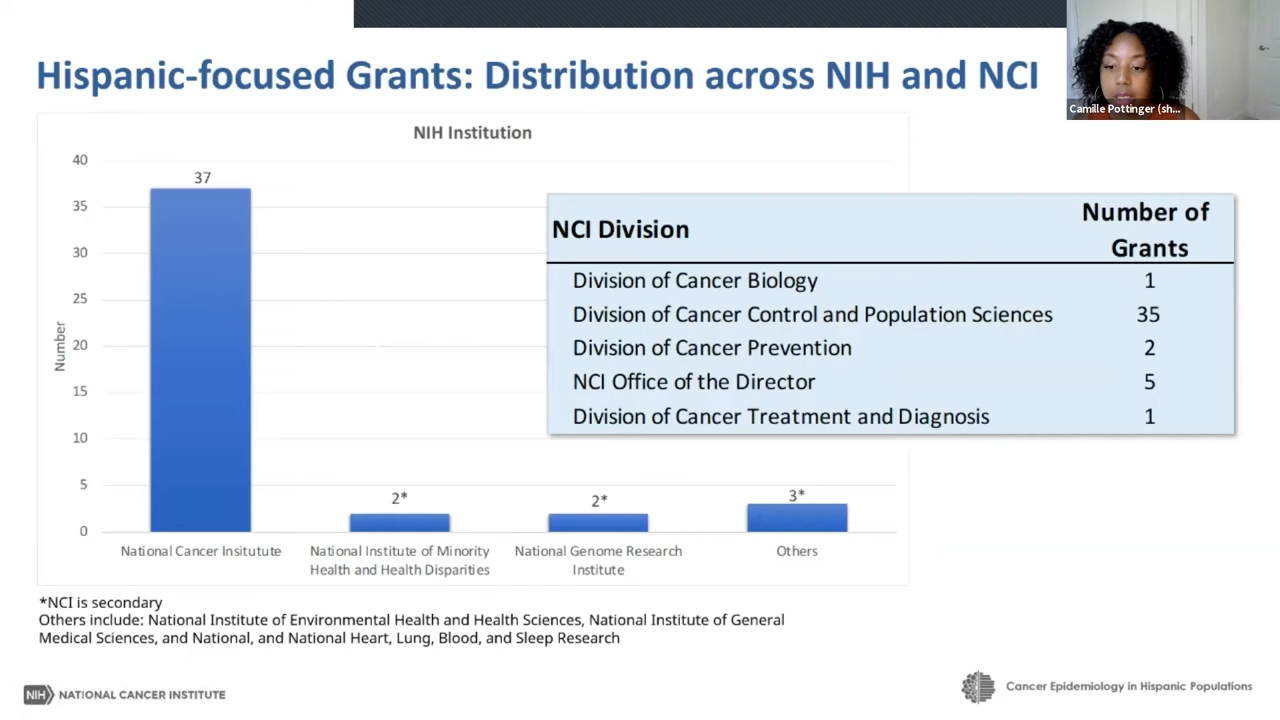 Hispanic-focused Grants: Distribution across NIH and NCI
Camille Pottinger (sh...
NIH Institution
40
35
30
25
20
15
10
5
0
Number
37
2*
2*
3*
National Cancer Insitutute
National Institute of Minority
Health and Health Disparities
National Genome Research
Institute
Others
NCI Division
Number of
Grants
Division of Cancer Biology 1
Division of Cancer Control and Population Sciences 35
Division of Cancer Prevention 2
NCI Office of the Director 5
Division of Cancer Treatment and Diagnosis 1
*NCI is secondary
Others include: National Institute of Environmental Health and Health Sciences, National Institute of General
Medical Sciences, and National, and National Heart, Lung, Blood, and Sleep Research
NIH NATIONAL CANCER INSTITUTE
Cancer Epidemiology in Hispanic Populations